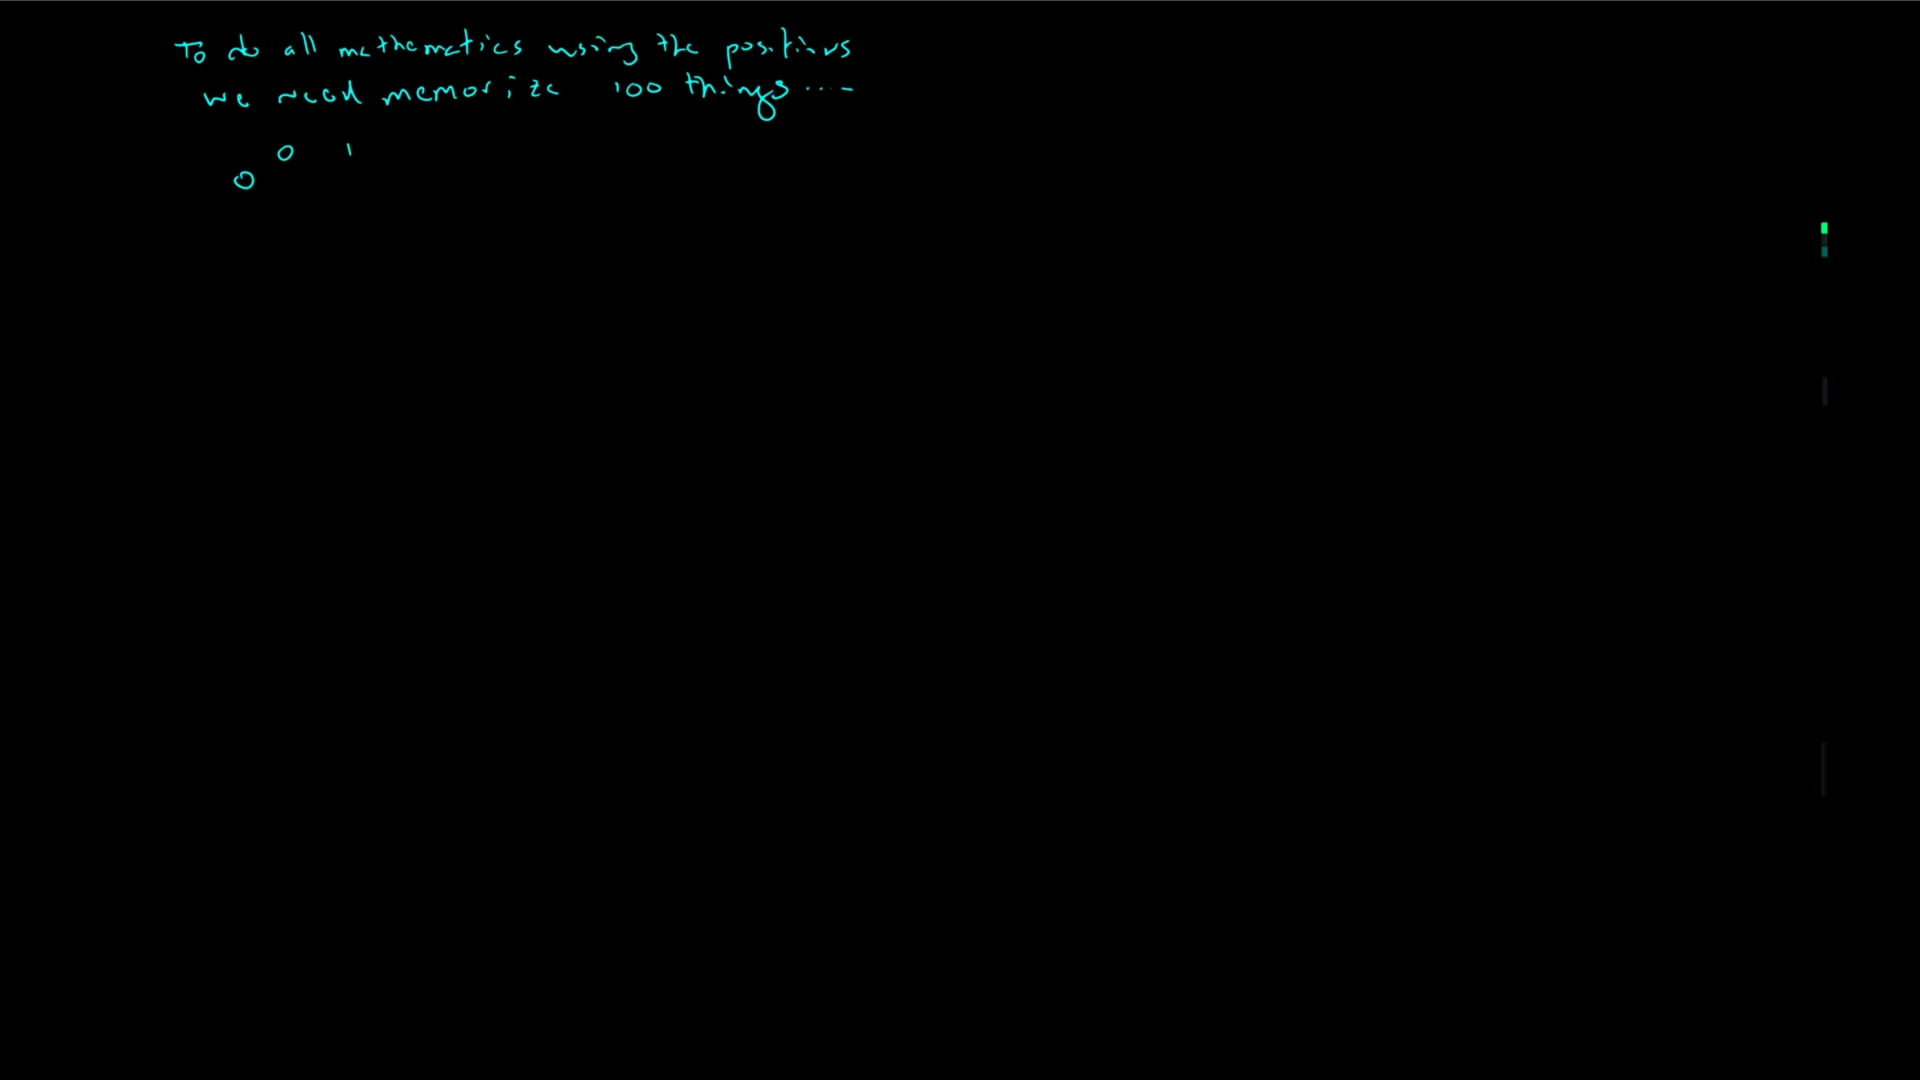 To do all mathematics using the positions
we need memorize 100 things ....
0 1
0